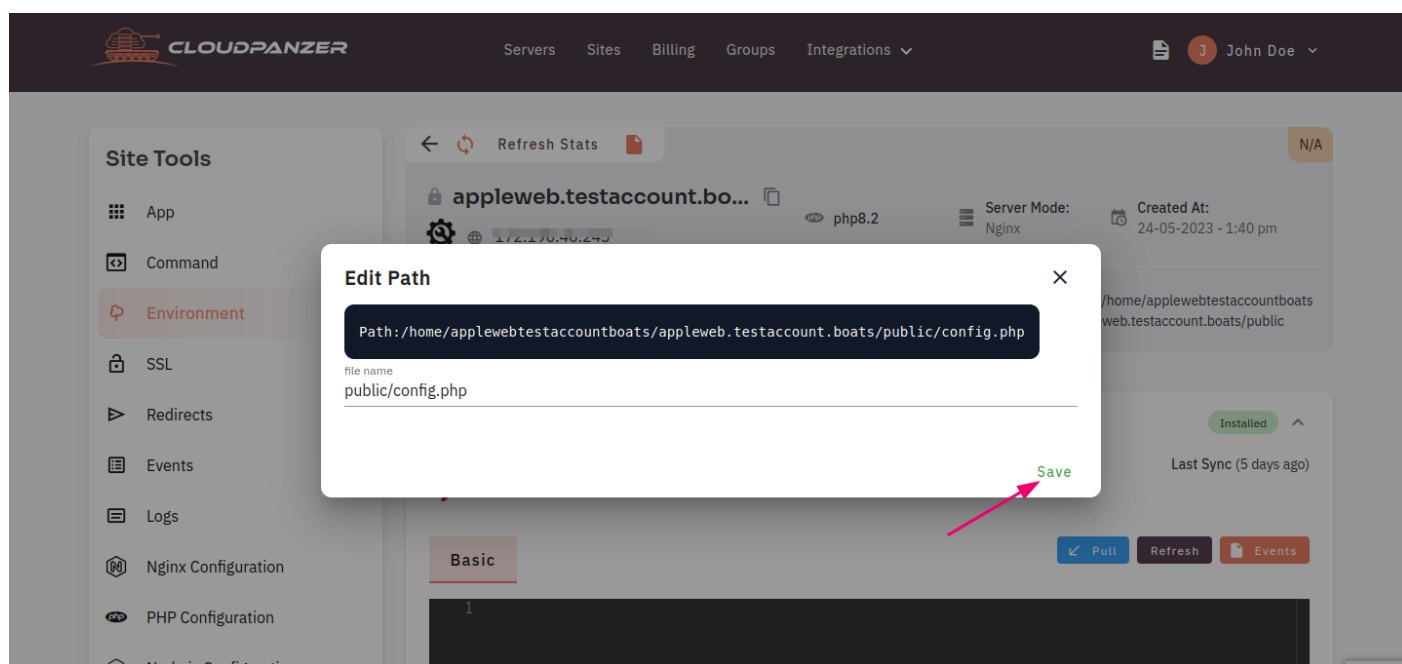 CLOUDPANZER
Servers Sites Billing Groups Integrations
J John Doe
Site Tools
App
Command
Environment
SSL
Redirects
Events
Logs
Nginx Configuration
PHP Configuration
Refresh Stats
N/A
appleweb.testaccount.bo...
php8.2
Server Mode:
Nginx
Created At:
24-05-2023 - 1:40 pm
/home/applewebtestaccountboats
web.testaccount.boats/public
Edit Path
Path:/home/applewebtestaccountboats/appleweb.testaccount.boats/public/config.php
file name
public/config.php
Save
Installed
Last Sync (5 days ago)
Basic
Pull Refresh Events
1